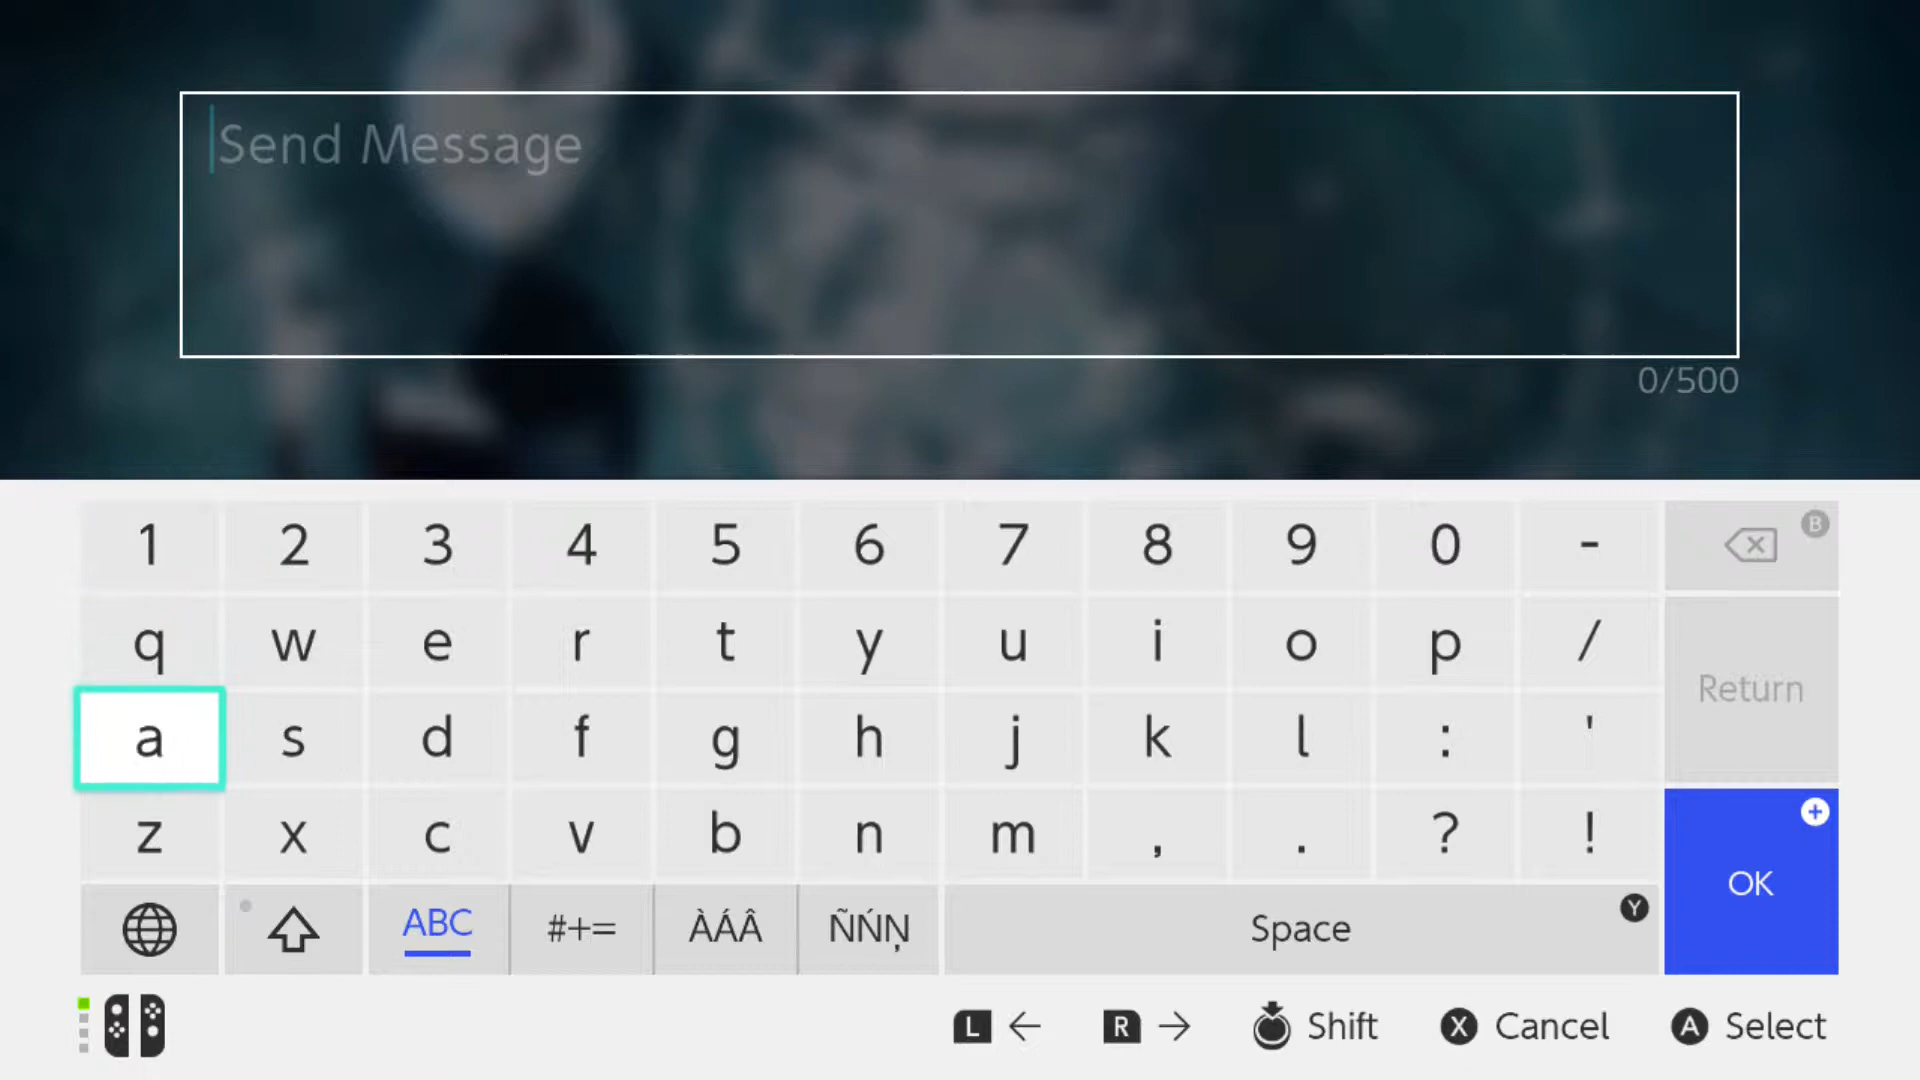 Send Message
0/500
1 2 3 4 5 6 7 8 9 0 - B
q w e r t y u i o p / Return
a s d f g h j k l : '
z x c v b n m , . ? ! OK
ABC #+= ÀÁÂ ÑŃŅ Space Y
L ← R → Shift X Cancel A Select